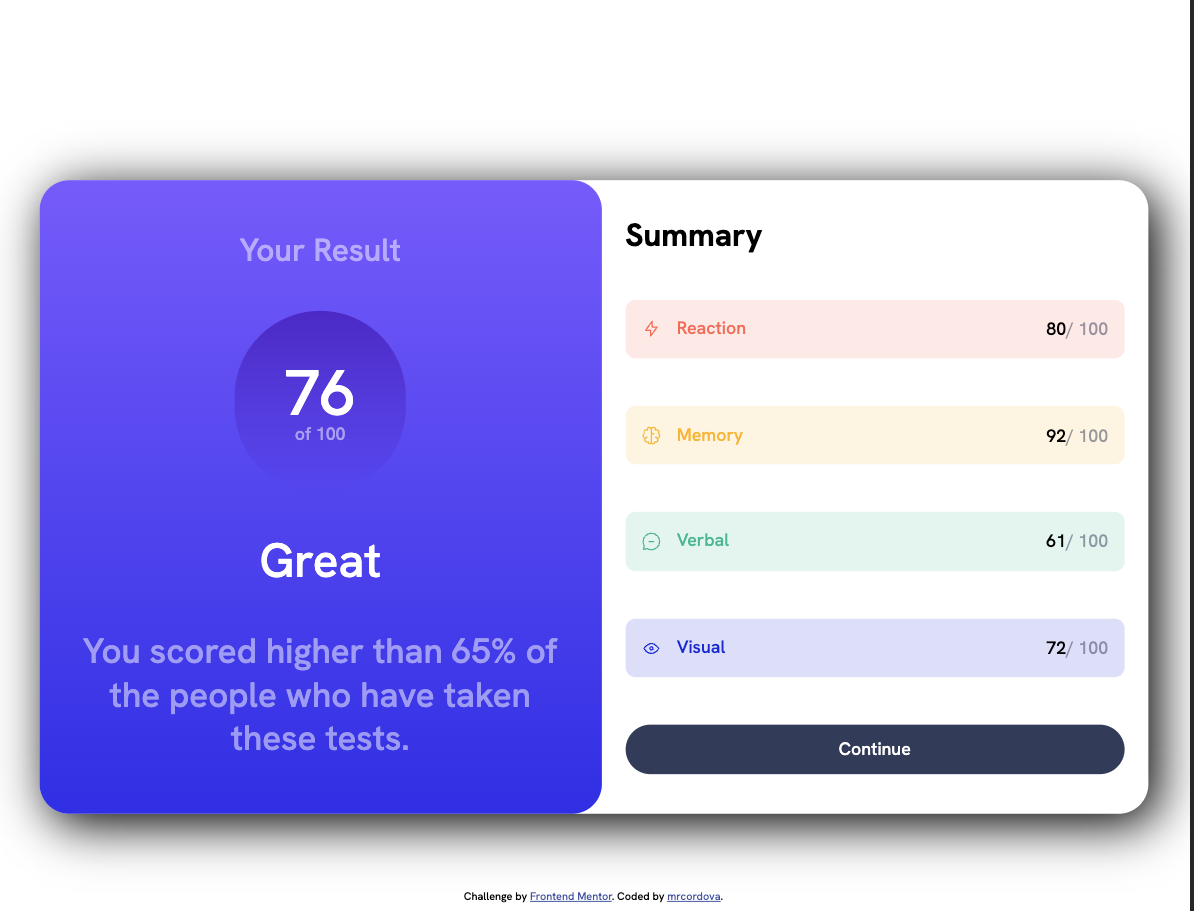 Your Result
76
of 100
Great
You scored higher than 65% of
the people who have taken
these tests.
Summary
Reaction 80/ 100
Memory 92/ 100
Verbal 61/ 100
Visual 72/ 100
Continue
Challenge by Frontend Mentor. Coded by mrcordova.